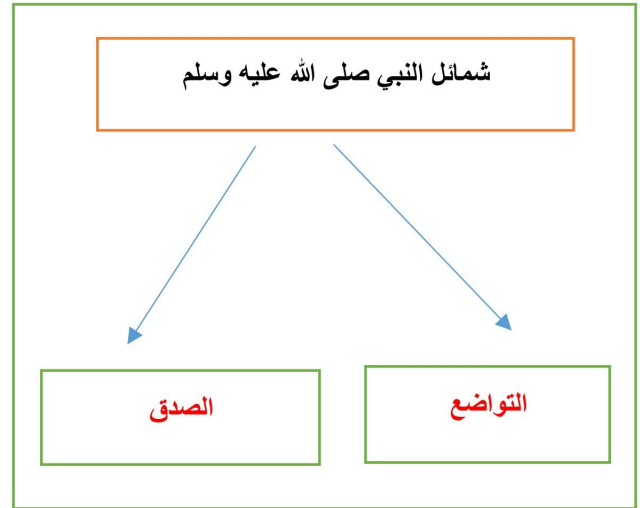 شمائل النبي صلى الله عليه وسلم
التواضع
الصدق